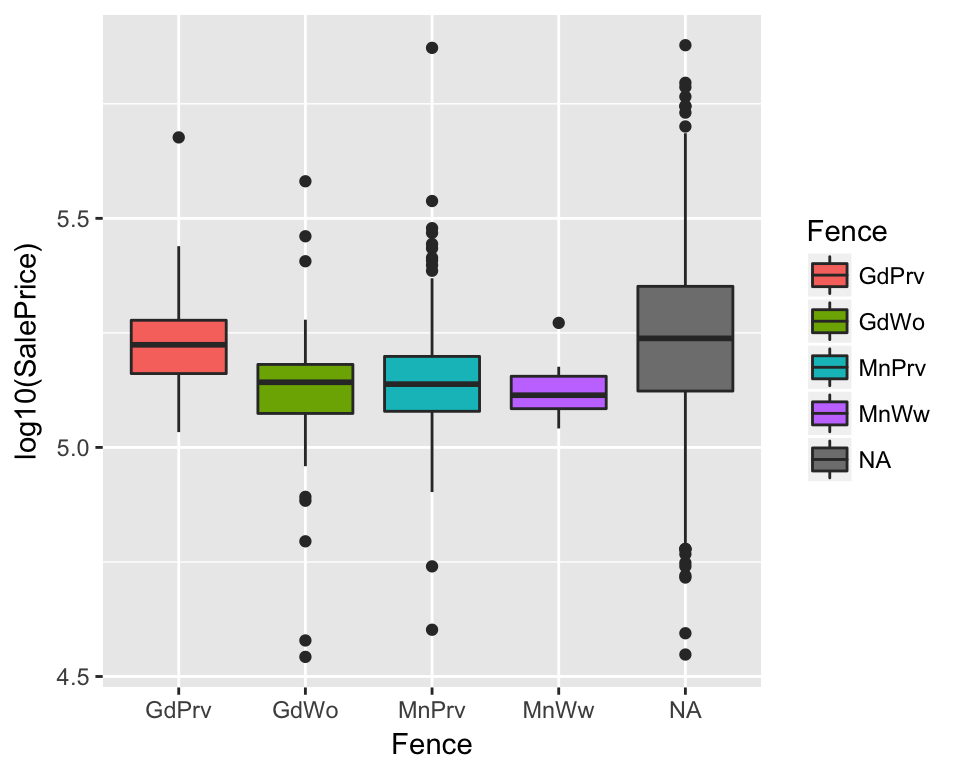 log10(SalePrice)
5.5
5.0
4.5
GdPrv
GdWo
MnPrv
MnWw
NA
Fence
Fence
GdPrv
GdWo
MnPrv
MnWw
NA